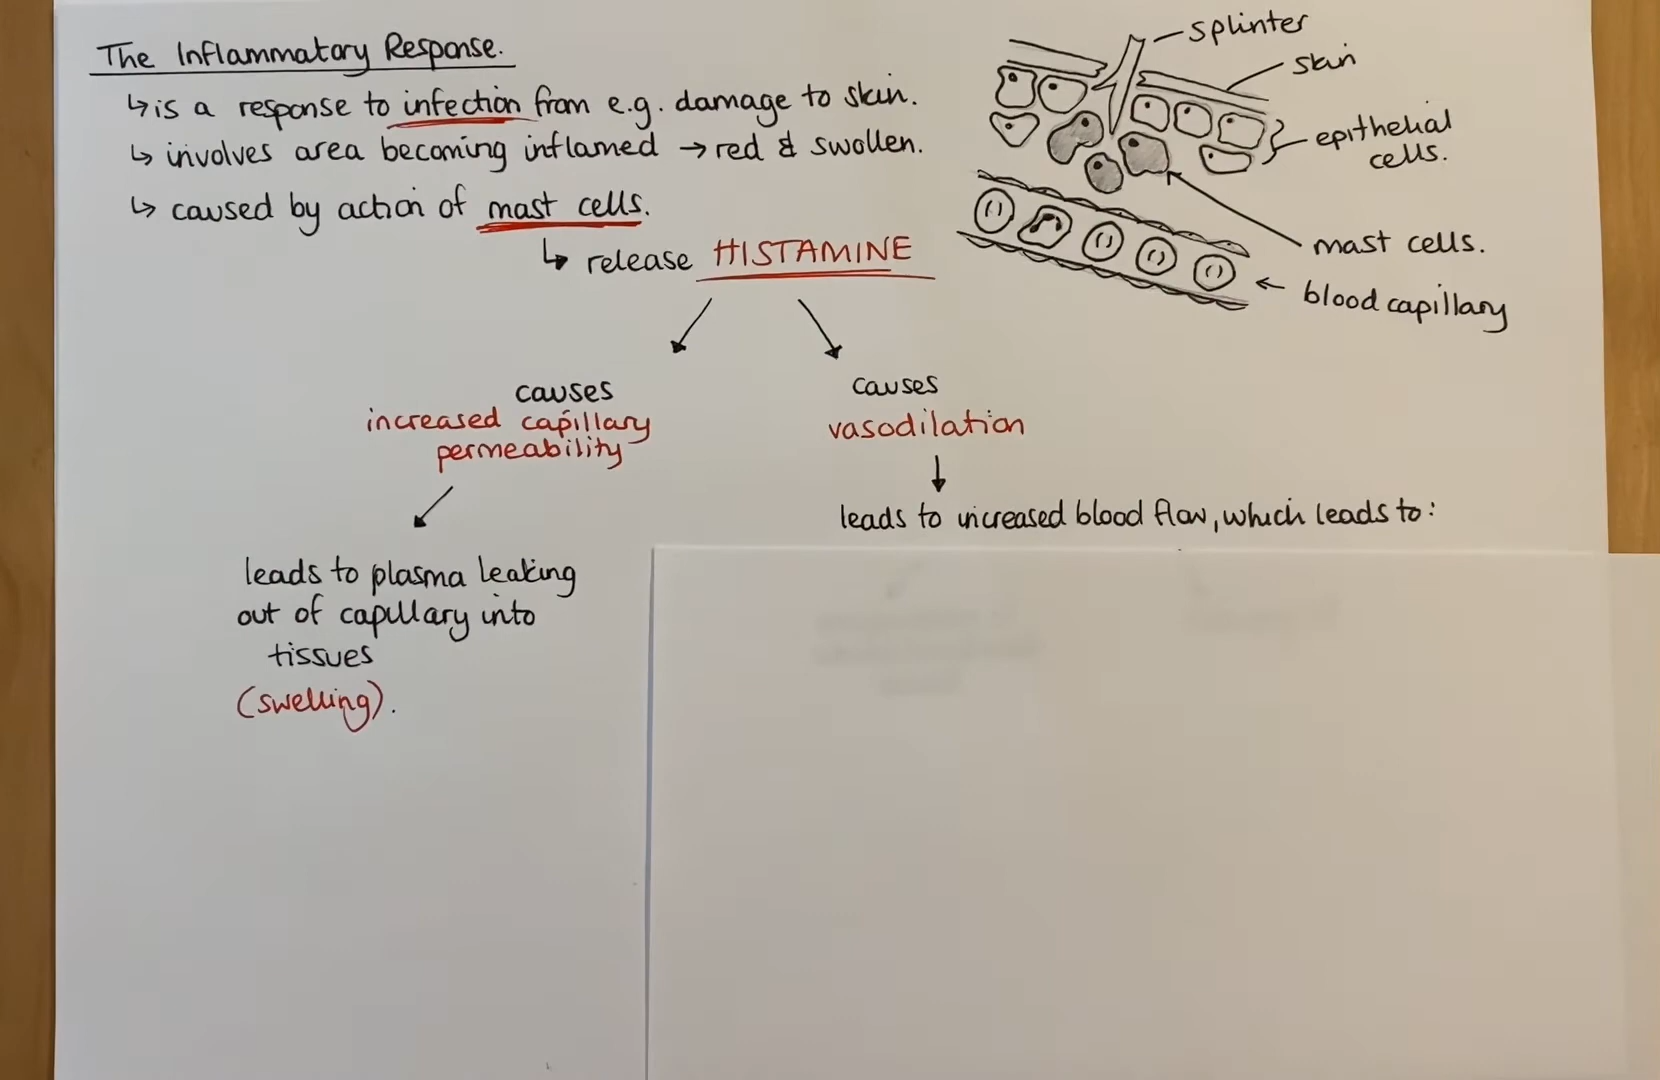 The Inflammatory Response.
↳ is a response to infection from e.g. damage to skin.
↳ involves area becoming inflamed → red & swollen.
↳ caused by action of mast cells.
↳ release HISTAMINE
splinter
skin
epithelial
cells.
mast cells.
blood capillary
causes
increased capillary
permeability
leads to plasma leaking
out of capillary into
tissues
(swelling).
causes
vasodilation
leads to increased blood flow, which leads to: